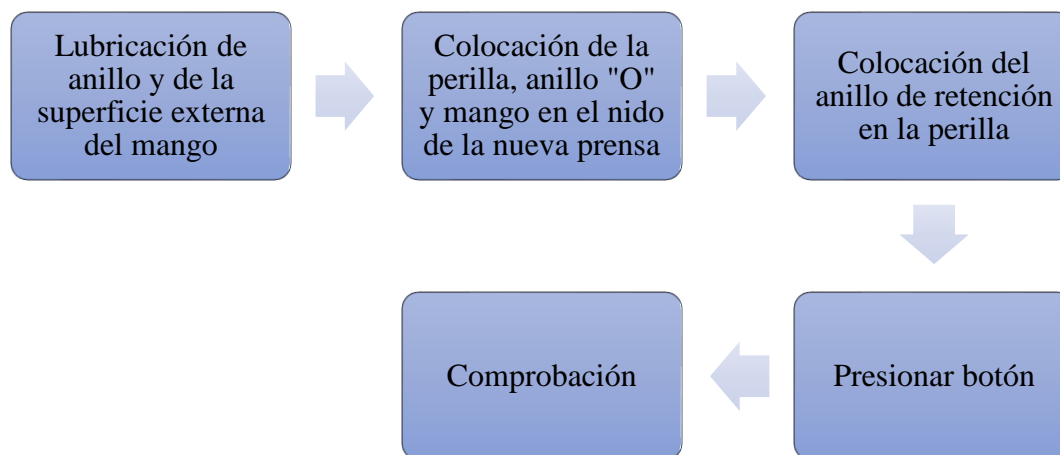 Lubricación de
anillo y de la
superficie externa
del mango
Colocación de la
perilla, anillo "O"
y mango en el nido
de la nueva prensa
Colocación del
anillo de retención
en la perilla
Presionar botón
Comprobación